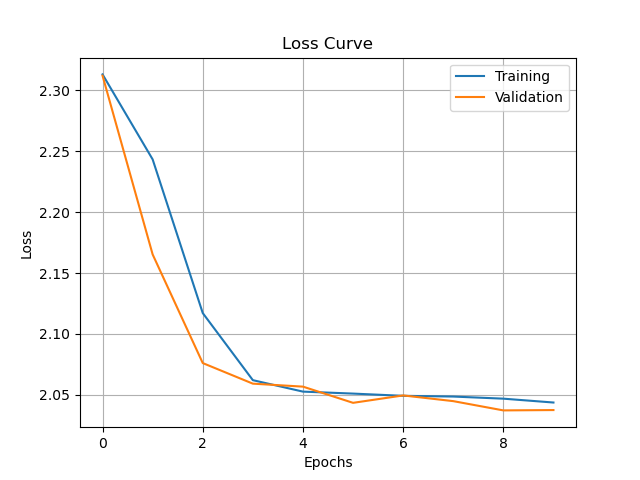 Loss Curve
Training
Validation
2.30
2.25
2.20
2.15
2.10
2.05
Loss
0
2
4
6
8
Epochs